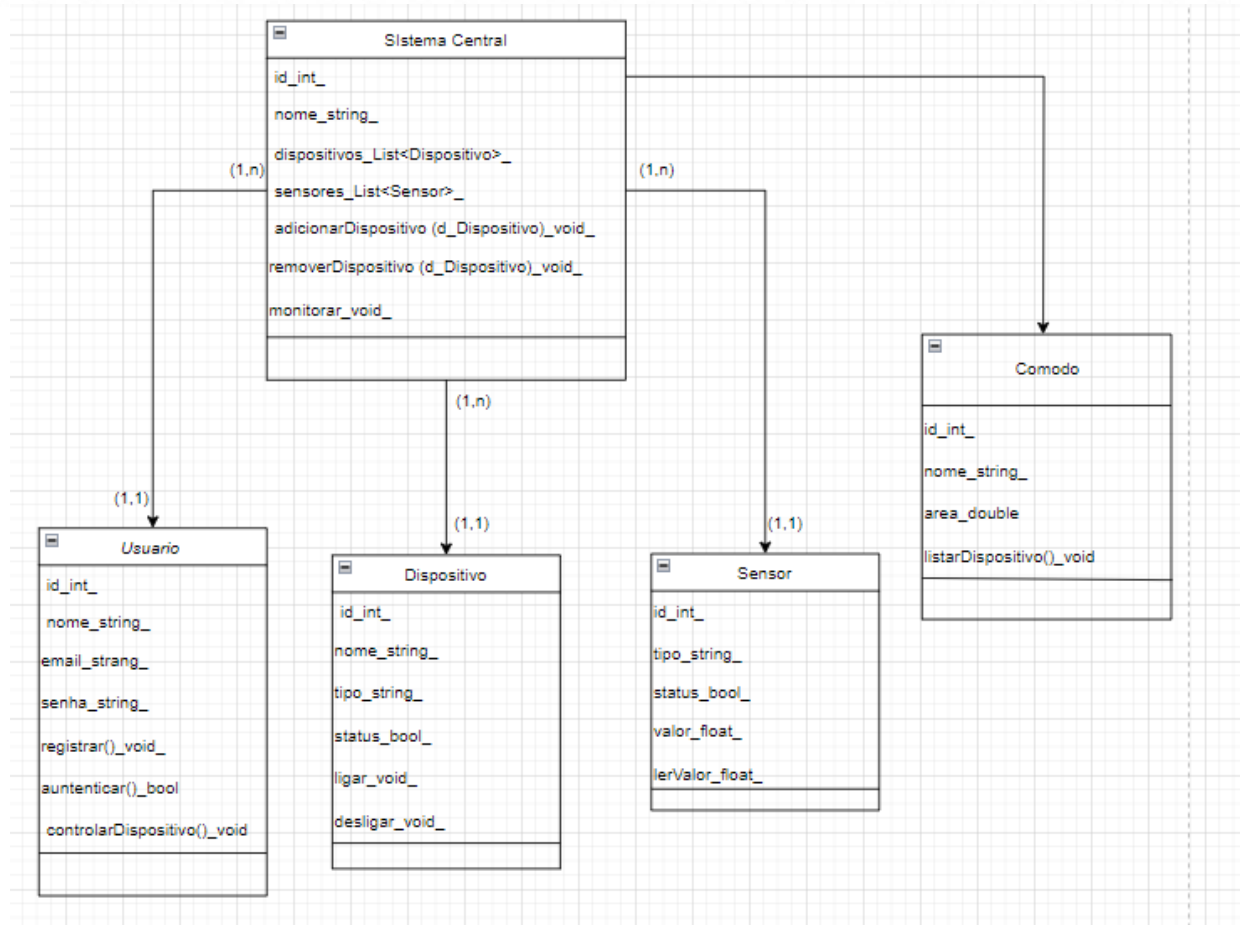 SIstema Central
id_int_
nome_string_
dispositivos_List<Dispositivo>_
sensores_List<Sensor>_
adicionarDispositivo (d_Dispositivo)_void_
removerDispositivo (d_Dispositivo)_void_
monitorar_void_
(1,n)
(1,n)
(1,n)
(1,1)
(1,1)
(1,1)
Usuario
id_int_
nome_string_
email_strang_
senha_string_
registrar()_void_
auntenticar()_bool
controlarDispositivo()_void
Dispositivo
id_int_
nome_string_
tipo_string_
status_bool_
ligar_void_
desligar_void_
Sensor
id_int_
tipo_string_
status_bool_
valor_float_
lerValor_float_
Comodo
id_int_
nome_string_
area_double
listarDispositivo()_void